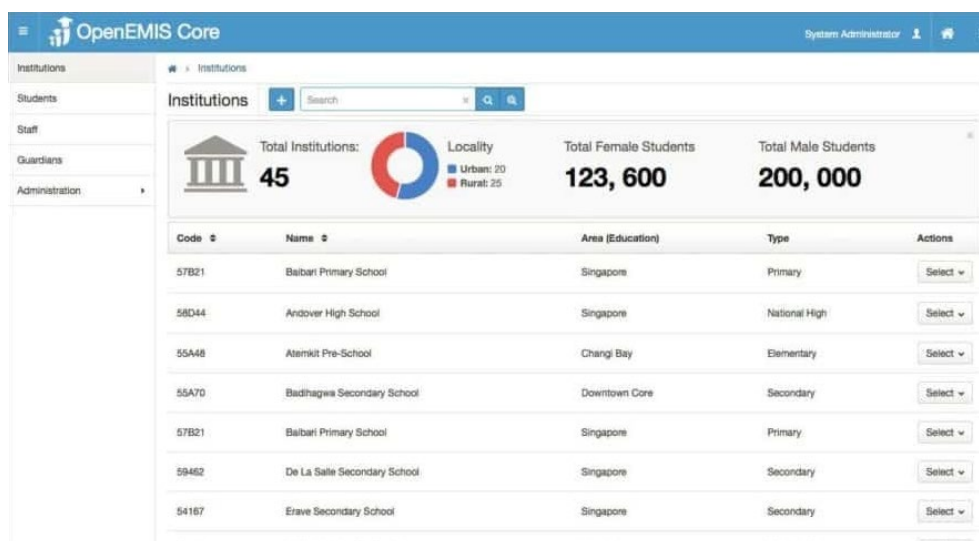 OpenEMIS Core
System Administrator
Institutions
Students
Staff
Guardians
Administration
Institutions
Institutions
Search
Total Institutions:
45
Locality
Urban: 20
Rural: 25
Total Female Students
123, 600
Total Male Students
200, 000
Code Name Area (Education) Type Actions
57B21 Baibari Primary School Singapore Primary Select
58D44 Andover High School Singapore National High Select
55A48 Atemkit Pre-School Changi Bay Elementary Select
55A70 Badihagwa Secondary School Downtown Core Secondary Select
57B21 Baibari Primary School Singapore Primary Select
59462 De La Salle Secondary School Singapore Secondary Select
54167 Erave Secondary School Singapore Secondary Select